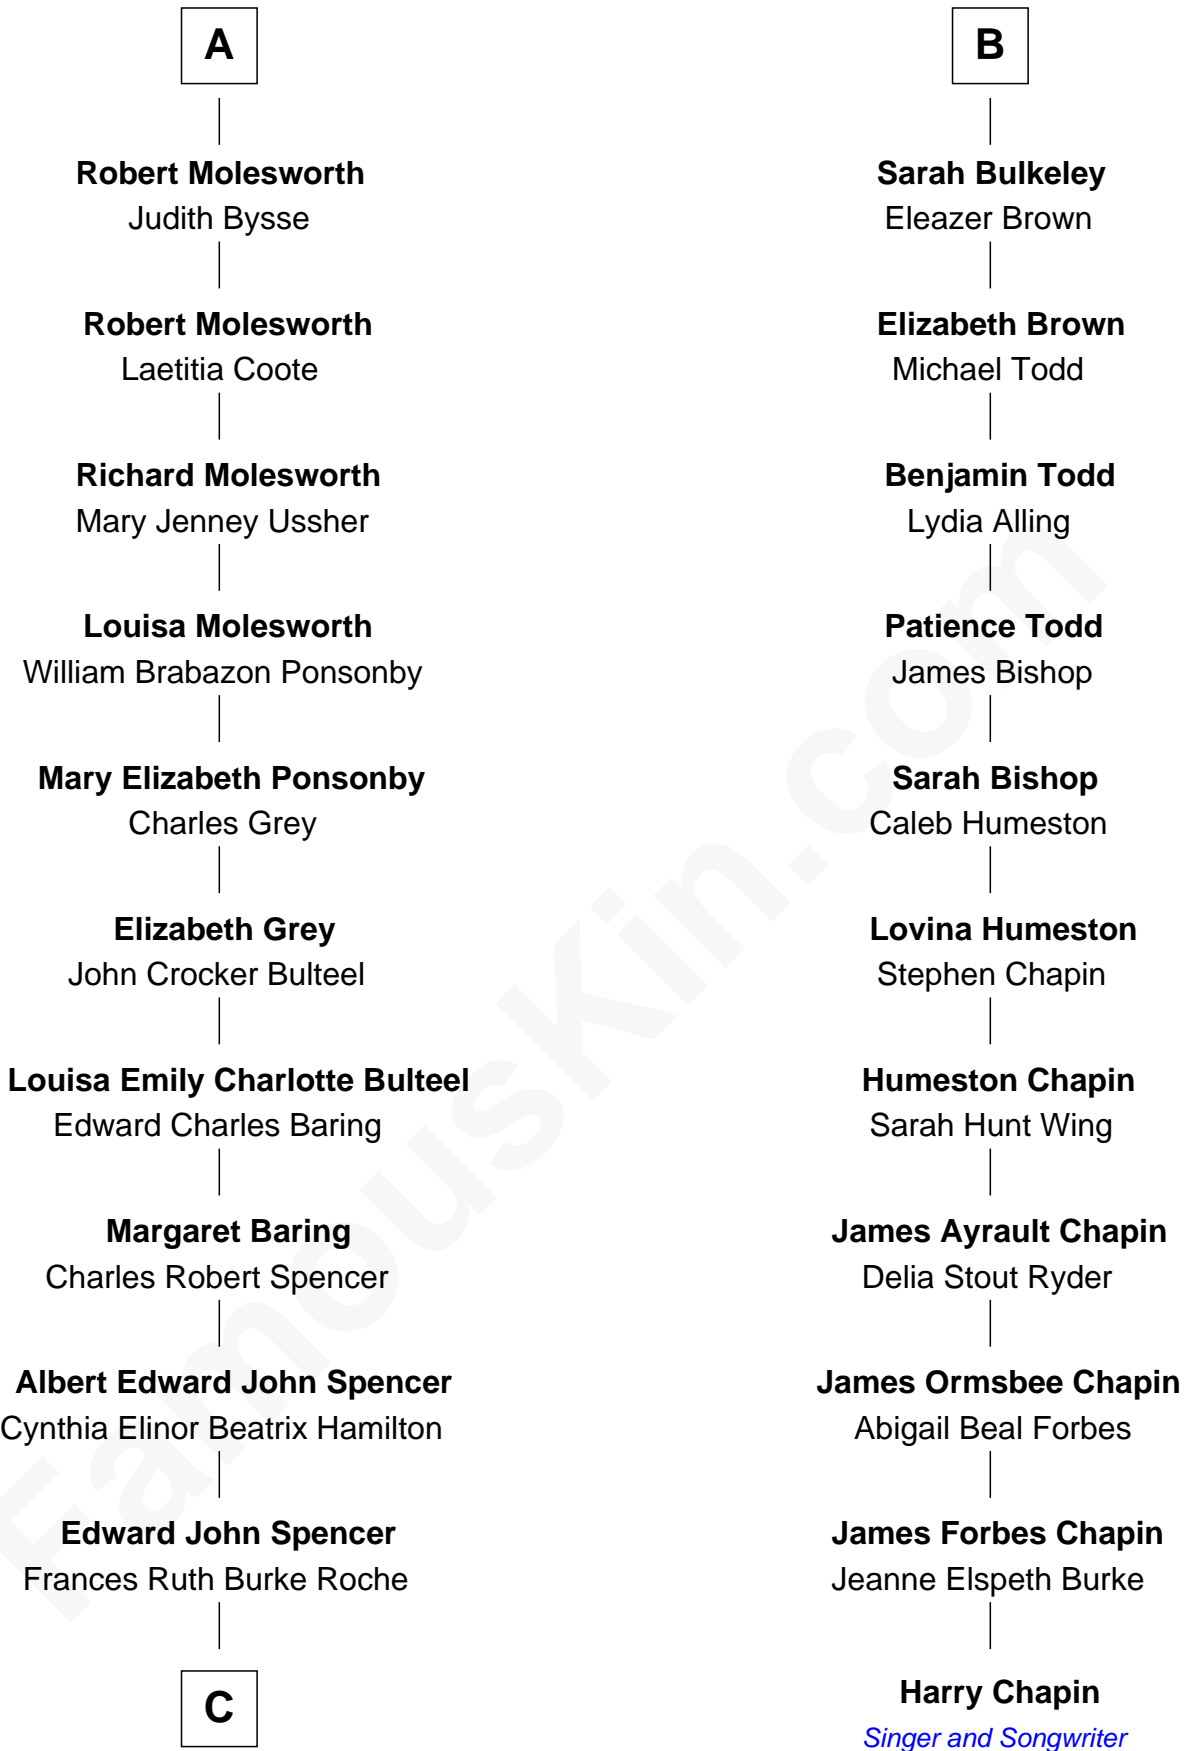 A
Robert Molesworth
Judith Bysse
Robert Molesworth
Laetitia Coote
Richard Molesworth
Mary Jenney Ussher
Louisa Molesworth
William Brabazon Ponsonby
Mary Elizabeth Ponsonby
Charles Grey
Elizabeth Grey
John Crocker Bulteel
Louisa Emily Charlotte Bulteel
Edward Charles Baring
Margaret Baring
Charles Robert Spencer
Albert Edward John Spencer
Cynthia Elinor Beatrix Hamilton
Edward John Spencer
Frances Ruth Burke Roche
C
B
Sarah Bulkeley
Eleazer Brown
Elizabeth Brown
Michael Todd
Benjamin Todd
Lydia Alling
Patience Todd
James Bishop
Sarah Bishop
Caleb Humeston
Lovina Humeston
Stephen Chapin
Humeston Chapin
Sarah Hunt Wing
James Ayrault Chapin
Delia Stout Ryder
James Ormsbee Chapin
Abigail Beal Forbes
James Forbes Chapin
Jeanne Elspeth Burke
Harry Chapin
Singer and Songwriter
FamousKin.com